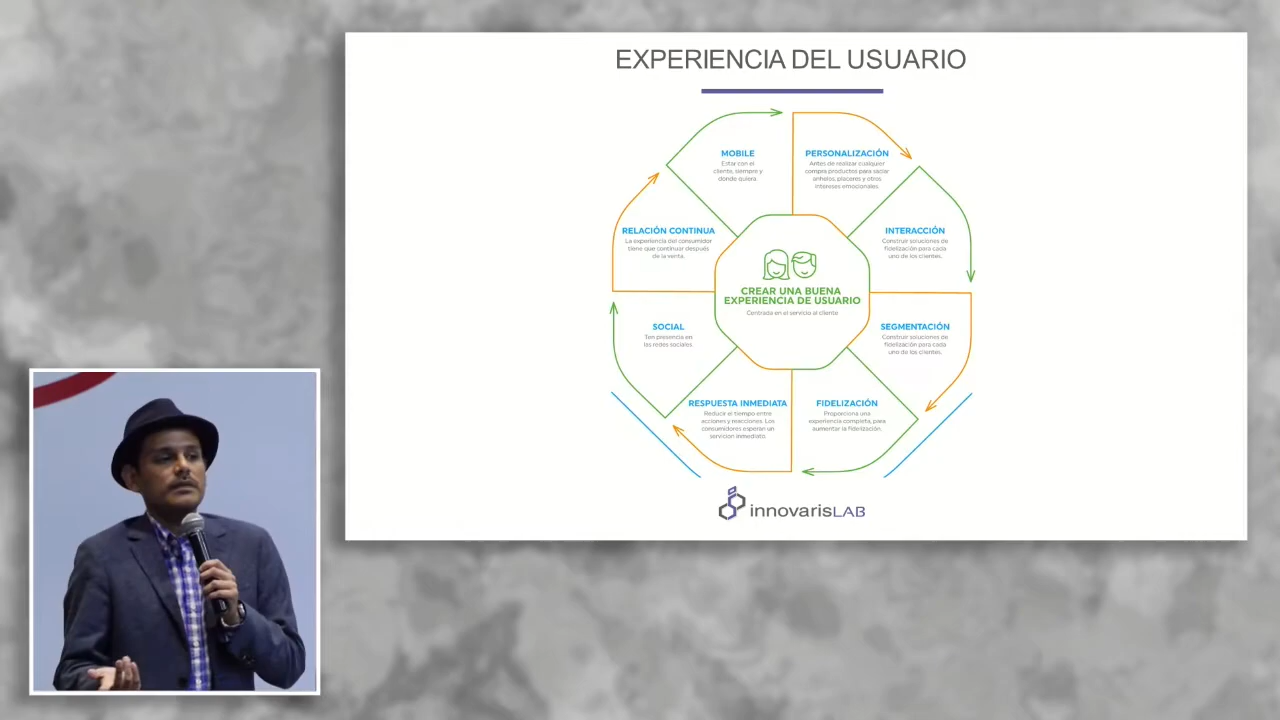 EXPERIENCIA DEL USUARIO
MOBILE
Estar con el
cliente, siempre y
donde quiera.
PERSONALIZACIÓN
Antes de realizar cualquier
compra productos para saciar
anhelos, placeres y otros
intereses emocionales.
INTERACCIÓN
Construir soluciones de
fidelización para cada
uno de los clientes.
SEGMENTACIÓN
Construir soluciones de
fidelización para cada
uno de los clientes.
FIDELIZACIÓN
Proporciona una
experiencia completa, para
aumentar la fidelización.
RESPUESTA INMEDIATA
Reduce el tiempo entre
acciones y reacciones. Los
consumidores esperan un
servicion inmediato.
SOCIAL
Ten presencia en
las redes sociales.
RELACIÓN CONTINUA
La experiencia del consumidor
tiene que continuar después
de la venta.
CREAR UNA BUENA
EXPERIENCIA DE USUARIO
Centrada en el servicio al cliente
innovarisLAB